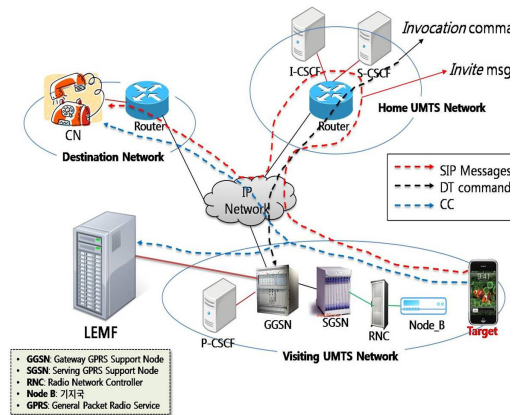 Invocation comma
I-CSCF
S-CSCF
Invite msg
CN
Router
Router
Home UMTS Network
Destination Network
IP
Network
SIP Messages
DT command
CC
LEMF
GGSN
SGSN
RNC
Node_B
P-CSCF
Target
Visiting UMTS Network
• GGSN: Gateway GPRS Support Node
• SGSN: Serving GPRS Support Node
• RNC: Radio Network Controller
• Node B: 기지국
• GPRS: General Packet Radio Service